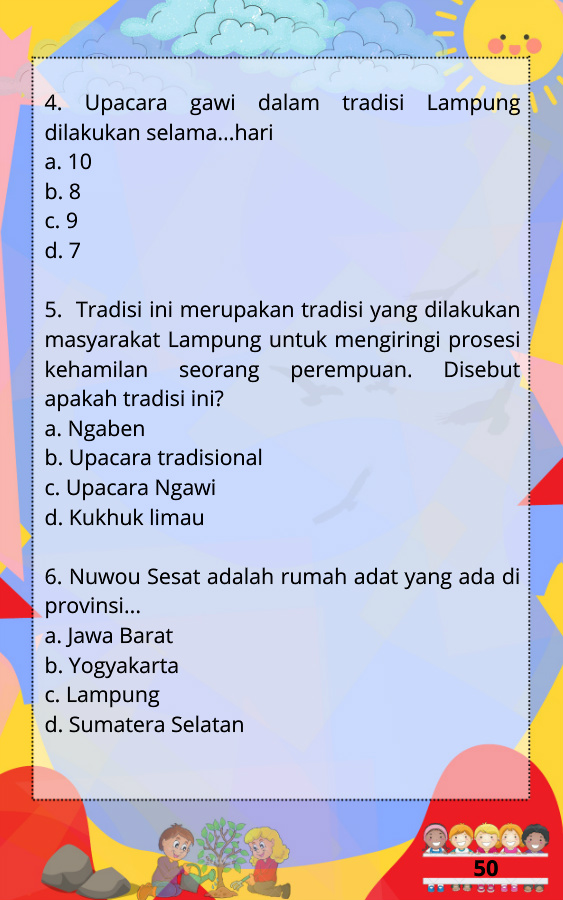 4. Upacara gawi dalam tradisi Lampung
dilakukan selama...hari
a. 10
b. 8
c. 9
d. 7
5. Tradisi ini merupakan tradisi yang dilakukan
masyarakat Lampung untuk mengiringi prosesi
kehamilan seorang perempuan. Disebut
apakah tradisi ini?
a. Ngaben
b. Upacara tradisional
c. Upacara Ngawi
d. Kukhuk limau
6. Nuwou Sesat adalah rumah adat yang ada di
provinsi...
a. Jawa Barat
b. Yogyakarta
c. Lampung
d. Sumatera Selatan
50